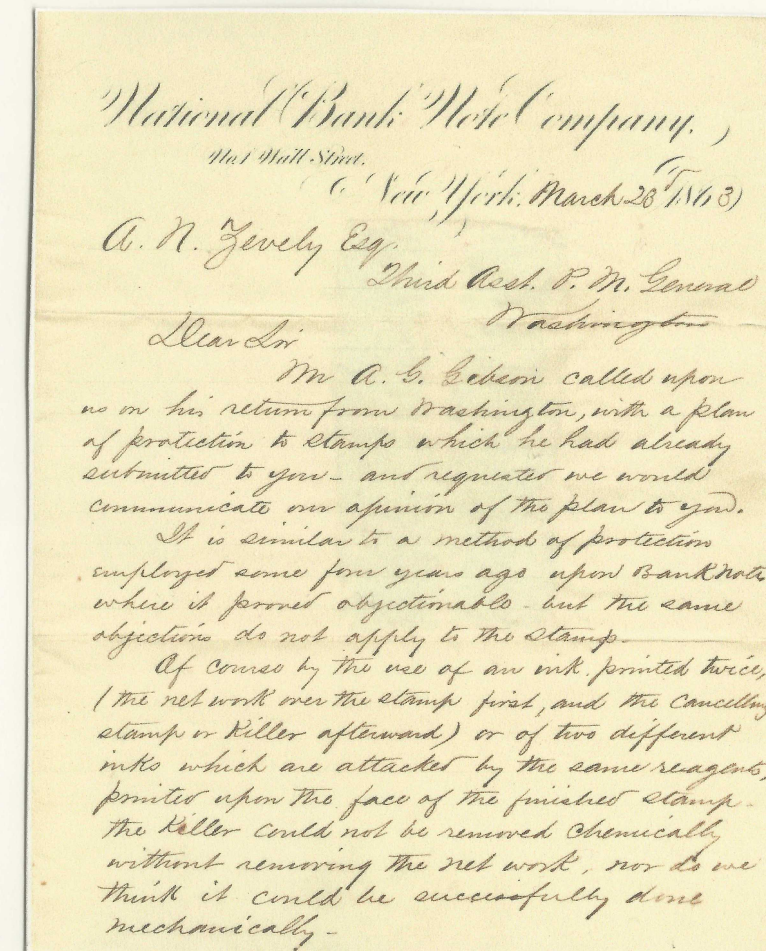 National Bank Note Company.
No. 1 Wall Street.
New York, March 23 1863
A. N. Zevely Esq.
Third Asst. P. M. General
Washington
Dear Sir
Mr A. G. Gibson called upon
us on his return from Washington, with a plan
of protection to stamps which he had already
submitted to you - and requested we would
communicate our opinion of the plan to you.
It is similar to a method of protection
employed some four years ago upon Bank Note
where it proved objectionable - but the same
objections do not apply to the stamp.
Of course by the use of an ink, printed twice,
(the net work over the stamp first, and the cancelling
stamp or Killer afterward) or of two different
inks which are attacked by the same reagents,
printed upon the face of the finished stamp -
the Killer could not be removed chemically
without removing the net work, nor do we
think it could be successfully done
mechanically -